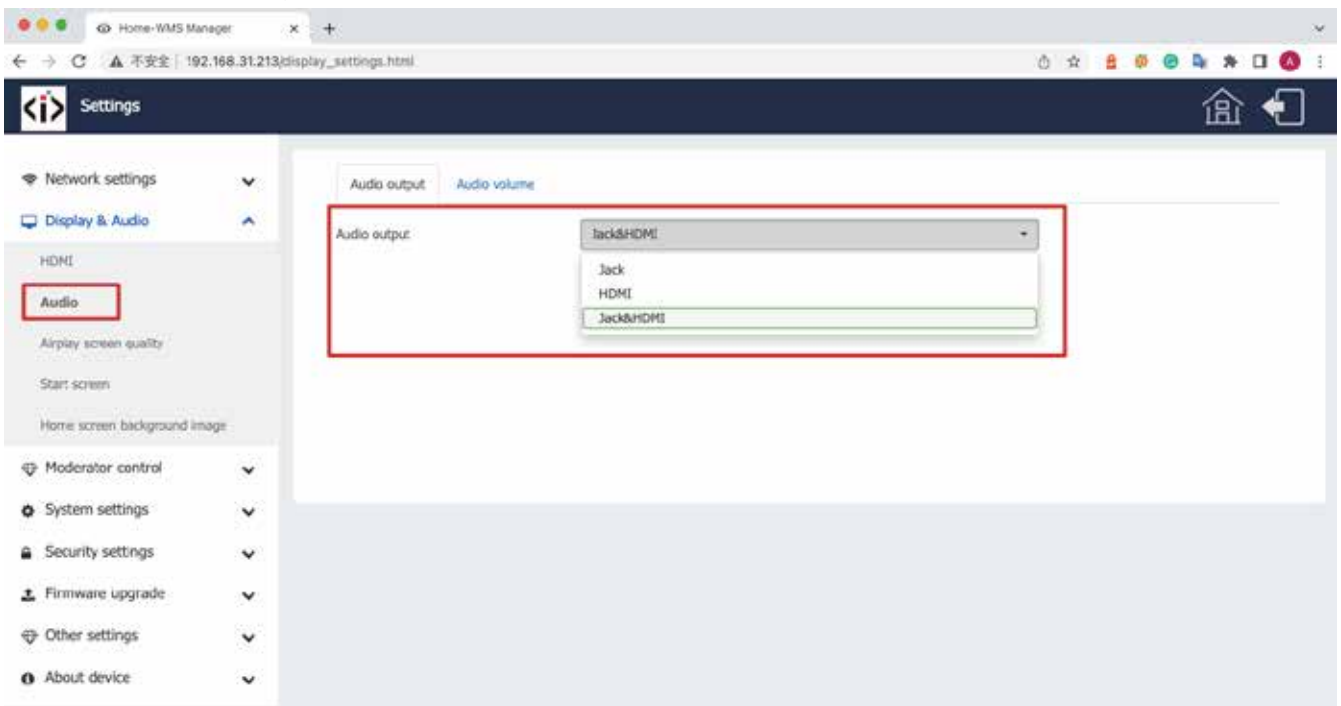 Home-WMS Manager
不安全 192.168.31.213/display_settings.html
A
<i> Settings
Network settings
Display & Audio
HDMI
Audio
Airplay screen quality
Start screen
Home screen background image
Moderator control
System settings
Security settings
Firmware upgrade
Other settings
About device
Audio output Audio volume
Audio output Jack&HDMI
Jack
HDMI
Jack&HDMI